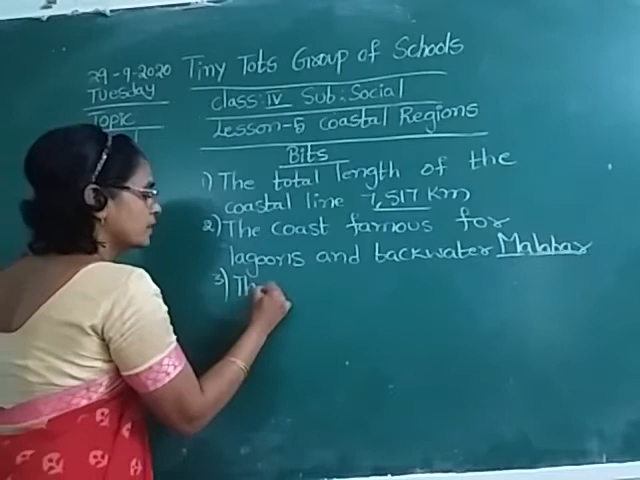 29-9-2020
Tuesday
Topic
Tiny Tots Group of Schools
Class: IV Sub: Social
Lesson-5 Coastal Regions
Bits
1) The total length of the
coastal line 7,517 Km
2) The coast famous for
lagoons and backwater Malabar
3) Th